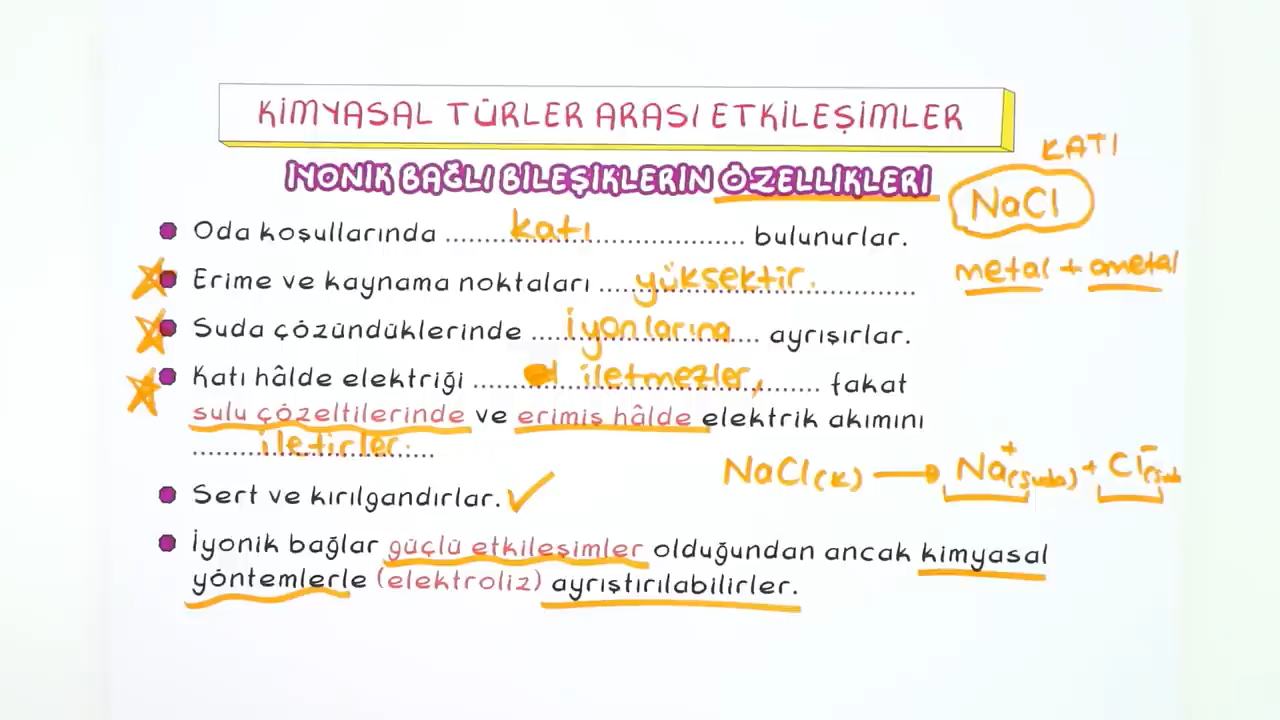 KİMYASAL TÜRLER ARASI ETKİLEŞİMLER
İYONİK BAĞLI BİLEŞİKLERİN ÖZELLİKLERİ
KATI
NaCl
metal + ametal
Oda koşullarında ......katı...... bulunurlar.
Erime ve kaynama noktaları ......yüksektir.......
Suda çözündüklerinde ......iyonlarına...... ayrışırlar.
Katı hâlde elektriği ......iletmezler,...... fakat
sulu çözeltilerinde ve erimiş hâlde elektrik akımını
......iletirler.......
NaCl(k) → Na+(suda) + Cl-(sud
Sert ve kırılgandırlar. ✓
İyonik bağlar güçlü etkileşimler olduğundan ancak kimyasal
yöntemlerle (elektroliz) ayrıştırılabilirler.